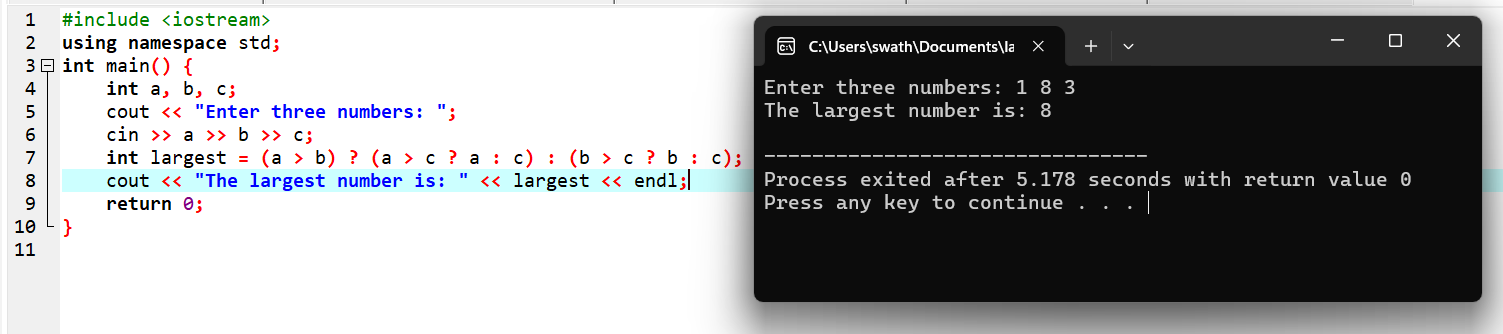 1 #include <iostream>
2 using namespace std;
3 int main() {
4     int a, b, c;
5     cout << "Enter three numbers: ";
6     cin >> a >> b >> c;
7     int largest = (a > b) ? (a > c ? a : c) : (b > c ? b : c);
8     cout << "The largest number is: " << largest << endl;
9     return 0;
10 }
11
C:\Users\swath\Documents\la
Enter three numbers: 1 8 3
The largest number is: 8
--------------------------------
Process exited after 5.178 seconds with return value 0
Press any key to continue . . .